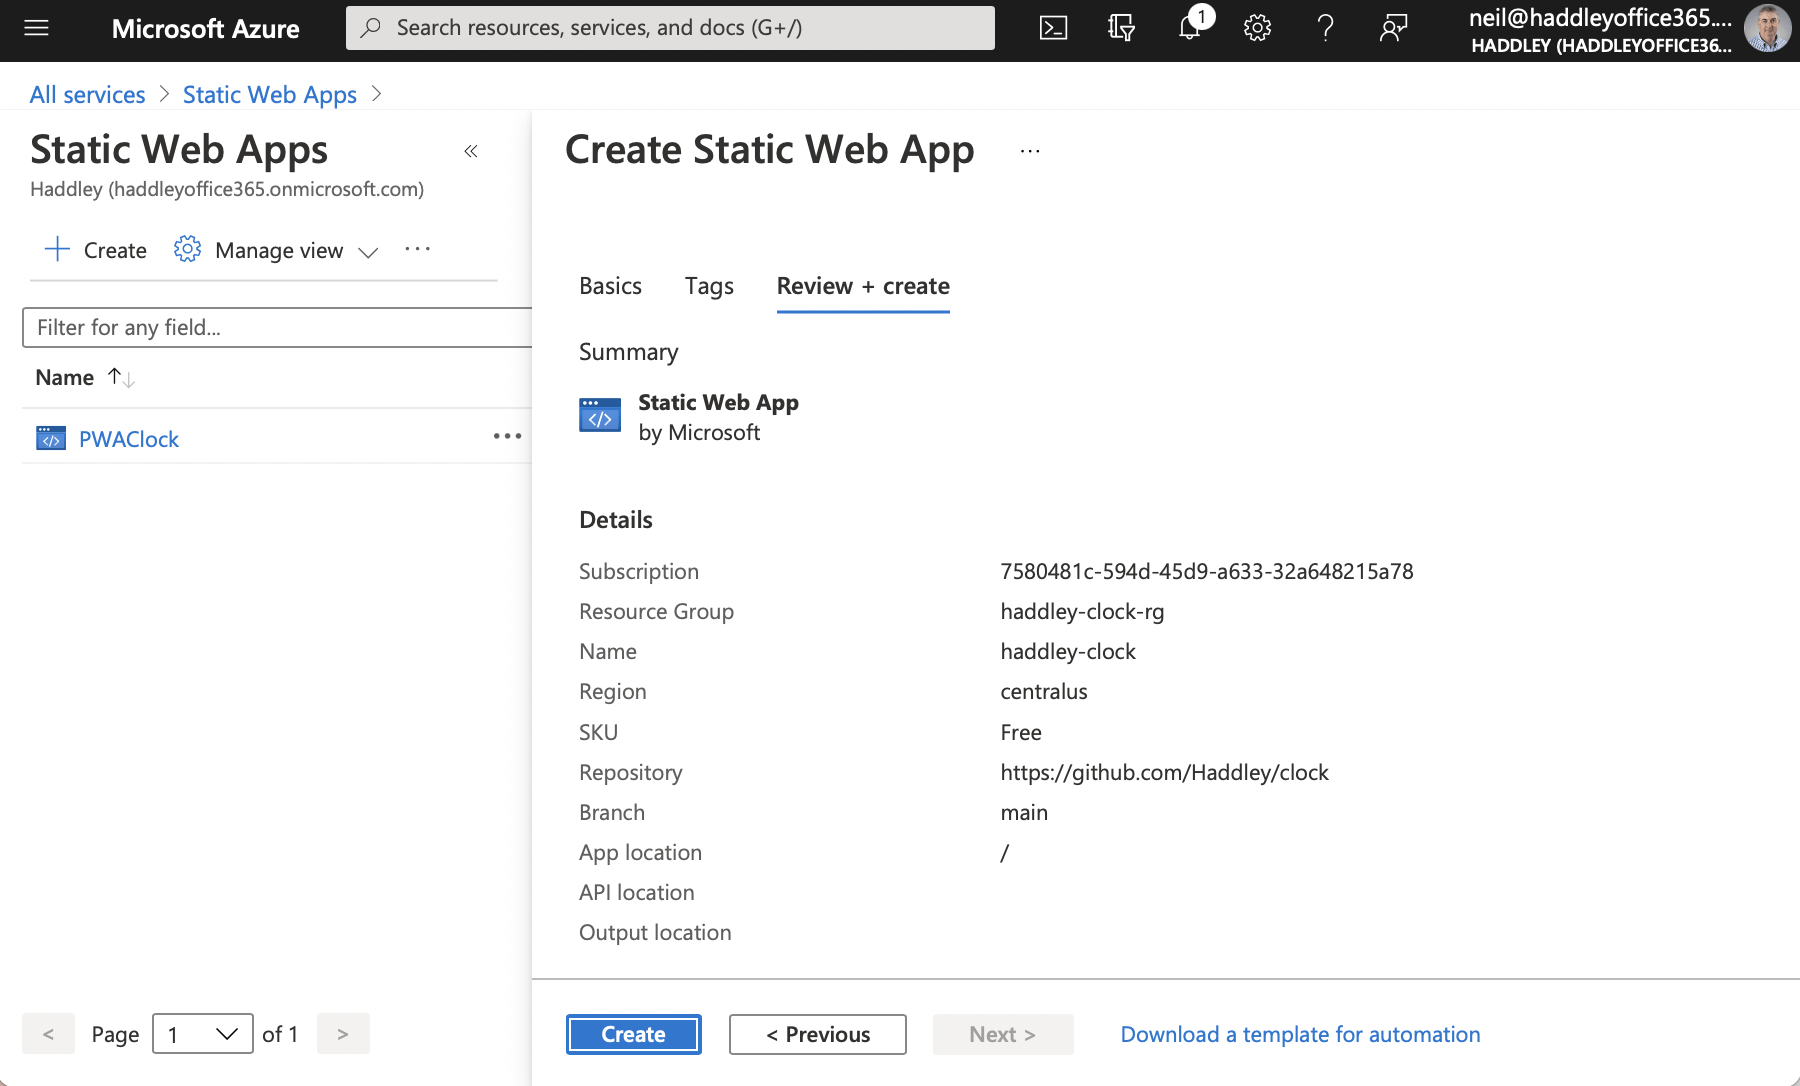 Microsoft Azure
Search resources, services, and docs (G+/)
1
neil@haddleyoffice365....
HADDLEY (HADDLEYOFFICE36...
All services > Static Web Apps >
Static Web Apps
«
Haddley (haddleyoffice365.onmicrosoft.com)
Create
Manage view
...
Filter for any field...
Name ↑↓
PWAClock
...
Page 1 of 1
<
>
Create Static Web App
...
Basics
Tags
Review + create
Summary
Static Web App
by Microsoft
Details
Subscription 7580481c-594d-45d9-a633-32a648215a78
Resource Group haddley-clock-rg
Name haddley-clock
Region centralus
SKU Free
Repository https://github.com/Haddley/clock
Branch main
App location /
API location
Output location
Create
< Previous
Next >
Download a template for automation